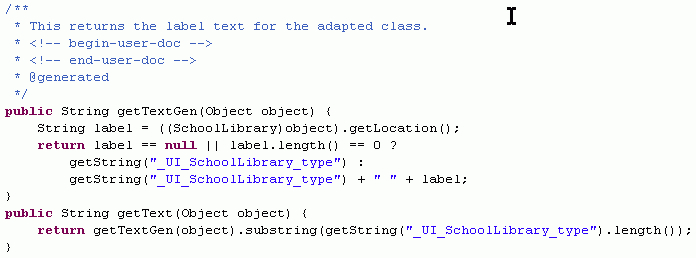 /**
 * This returns the label text for the adapted class.
 * <!-- begin-user-doc -->
 * <!-- end-user-doc -->
 * @generated
 */
public String getTextGen(Object object) {
    String label = ((SchoolLibrary)object).getLocation();
    return label == null || label.length() == 0 ?
        getString("_UI_SchoolLibrary_type") :
        getString("_UI_SchoolLibrary_type") + " " + label;
}
public String getText(Object object) {
    return getTextGen(object).substring(getString("_UI_SchoolLibrary_type").length());
}